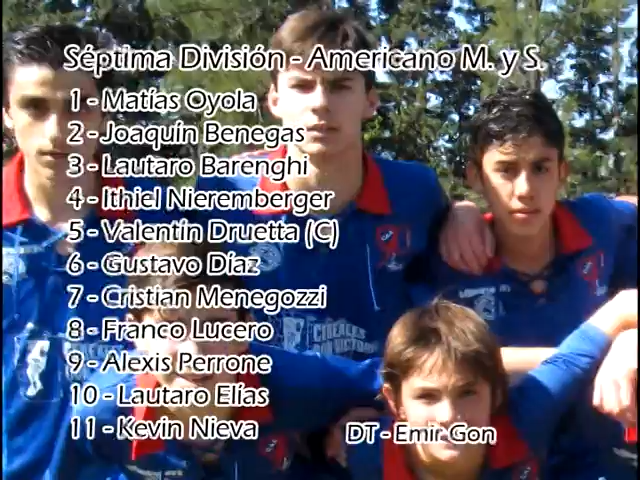 Séptima División - Americano M. y S.
1 - Matías Oyola
2 - Joaquín Benegas
3 - Lautaro Barenghi
4 - Ithiel Nieremberger
5 - Valentín Druetta (C)
6 - Gustavo Díaz
7 - Cristian Menegozzi
8 - Franco Lucero
9 - Alexis Perrone
10 - Lautaro Elías
11 - Kevin Nieva
DT - Emir Gon
CEREALES